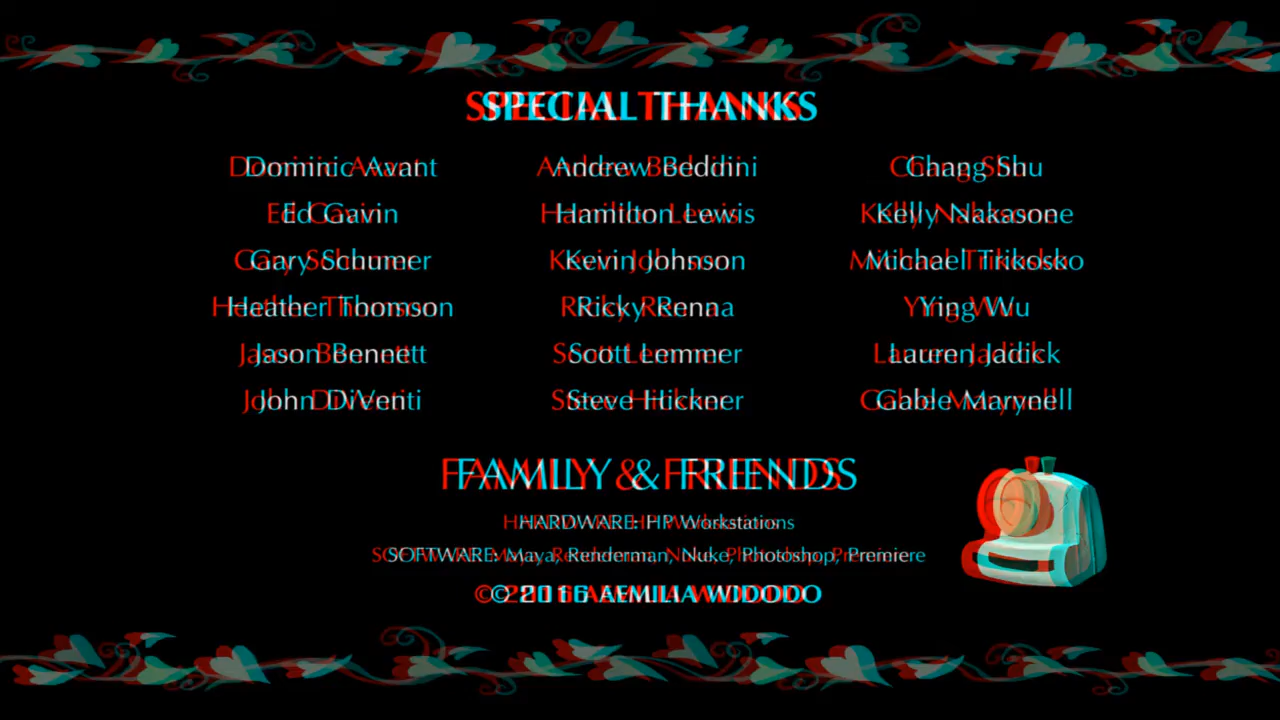 SPECIAL THANKS
Dominic Avant Andrew Beddini Chang Shu
Ed Gavin Hamilton Lewis Kelly Nakasone
Gary Schumer Kevin Johnson Michael Trikosko
Heather Thomson Ricky Rena Ying Wu
Jason Bennett Scott Lemmer Lauren Jadick
John DiVenti Steve Hickner Gable Marynell
FAMILY & FRIENDS
HARDWARE: HP Workstations
SOFTWARE: Maya, Renderman, Nuke, Photoshop, Premiere
© 2016 AEMILIA WIDODO